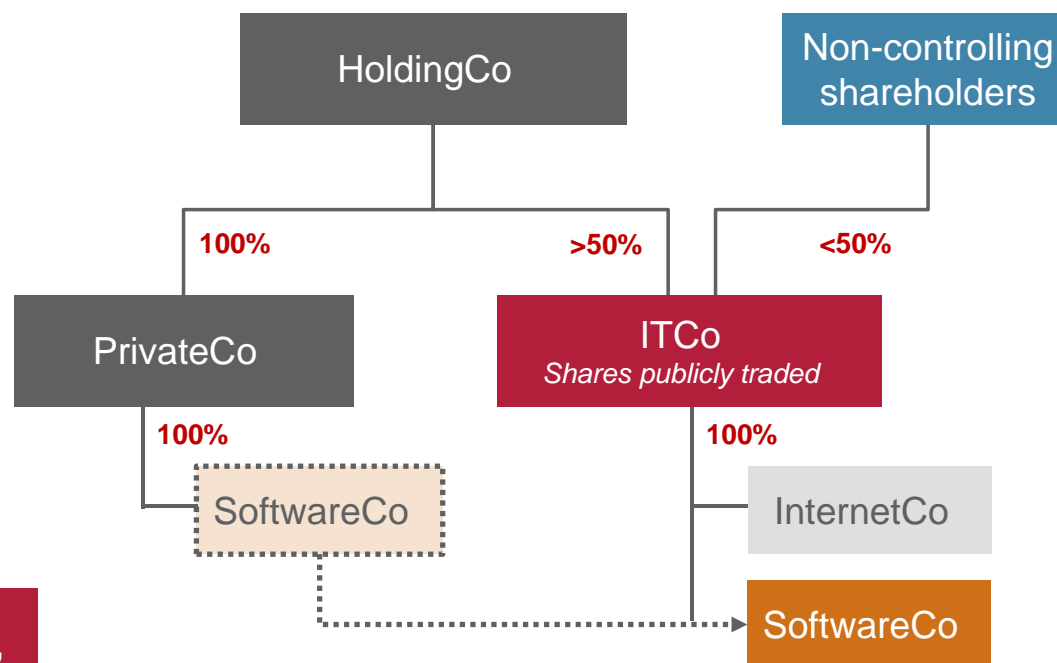 HoldingCo
Non-controlling
shareholders
100%
>50%
<50%
PrivateCo
ITCo
Shares publicly traded
100%
100%
SoftwareCo
InternetCo
SoftwareCo